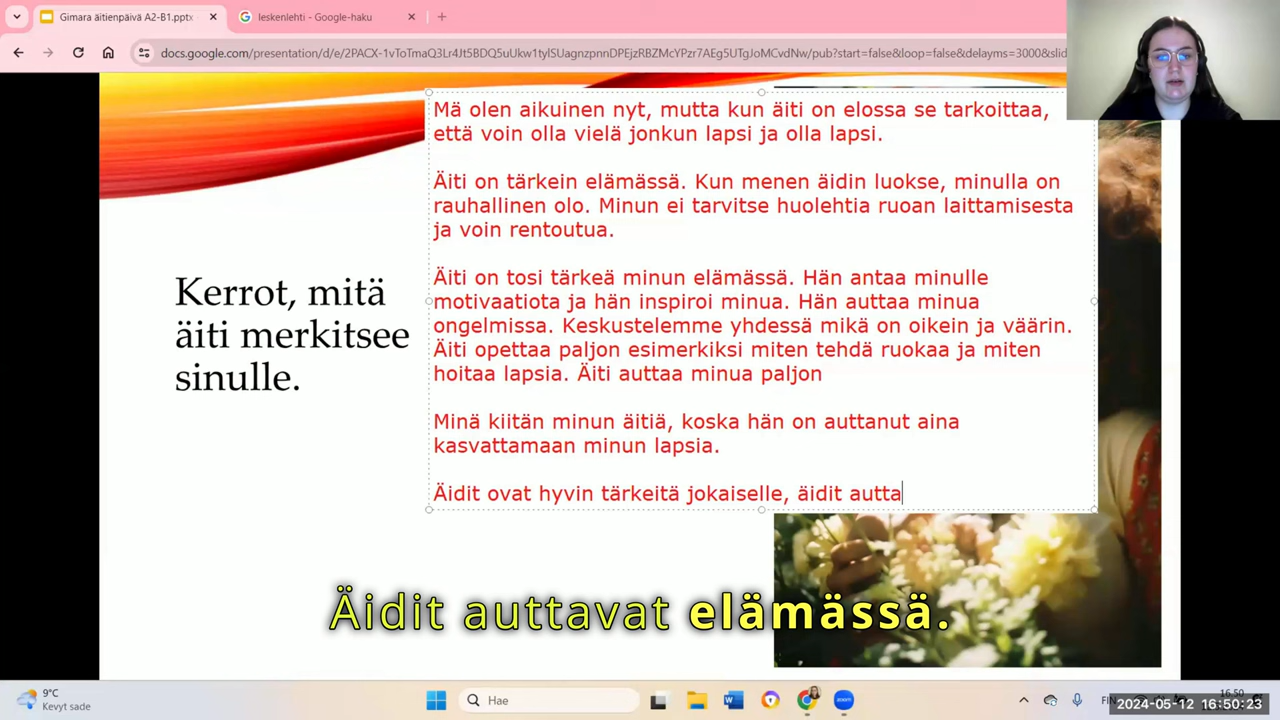 Gimara äitienpäivä A2-B1.pptx
leskenlehti - Google-haku
docs.google.com/presentation/d/e/2PACX-1vToTmaQ3Lr4Jt5BDQ5uUkw1tylSUagnzpnnDPEjzRBZMcYPzr7AEg5UTgJoMCvdNw/pub?start=false&loop=false&delayms=3000&slid
Mä olen aikuinen nyt, mutta kun äiti on elossa se tarkoittaa,
että voin olla vielä jonkun lapsi ja olla lapsi.
Äiti on tärkein elämässä. Kun menen äidin luokse, minulla on
rauhallinen olo. Minun ei tarvitse huolehtia ruoan laittamisesta
ja voin rentoutua.
Äiti on tosi tärkeä minun elämässä. Hän antaa minulle
motivaatiota ja hän inspiroi minua. Hän auttaa minua
ongelmissa. Keskustelemme yhdessä mikä on oikein ja väärin.
Äiti opettaa paljon esimerkiksi miten tehdä ruokaa ja miten
hoitaa lapsia. Äiti auttaa minua paljon
Minä kiitän minun äitiä, koska hän on auttanut aina
kasvattamaan minun lapsia.
Äidit ovat hyvin tärkeitä jokaiselle, äidit autta
Kerrot, mitä
äiti merkitsee
sinulle.
Äidit auttavat elämässä.
9°C
Kevyt sade
Hae
zoom
FIN
16.50
2024-05-12 16:50:23